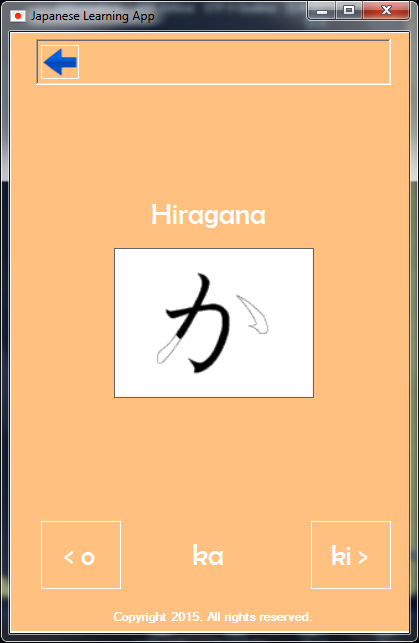 Japanese Learning App
Hiragana
か
< o
ka
ki >
Copyright 2015. All rights reserved.